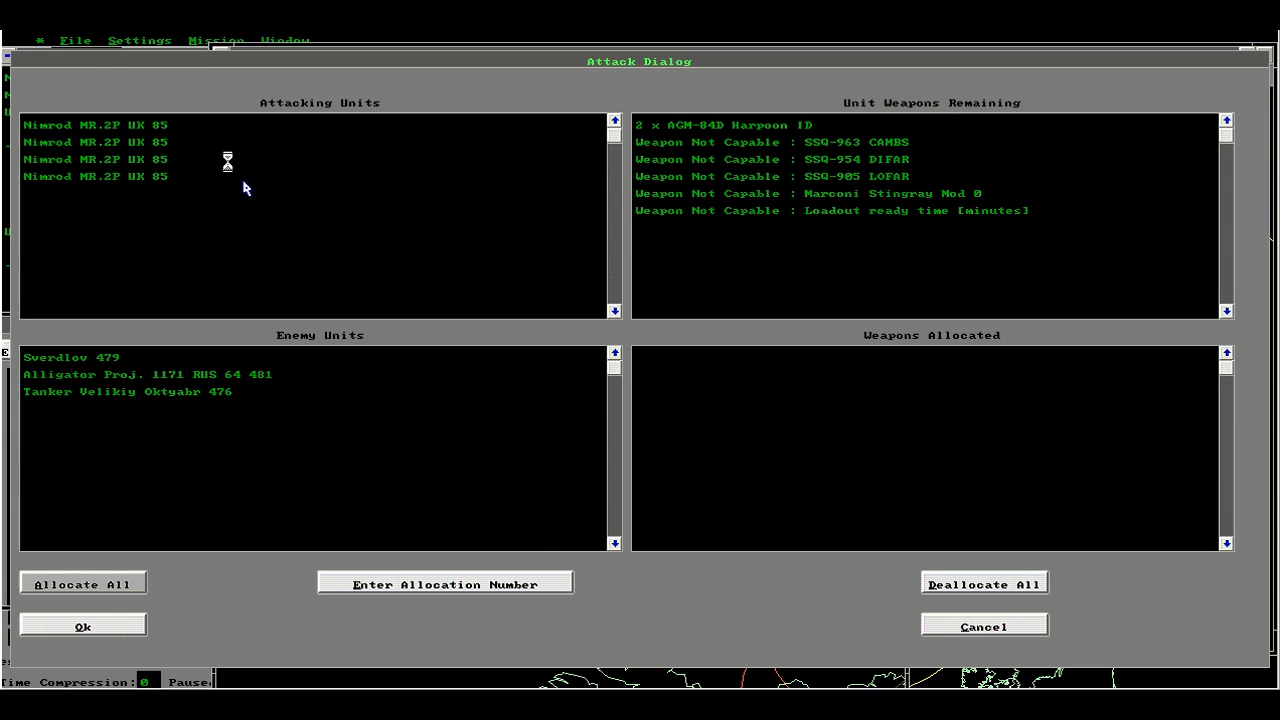 * File Settings Mission Window
Attack Dialog
Attacking Units
Unit Weapons Remaining
Nimrod MR.2P UK 85
Nimrod MR.2P UK 85
Nimrod MR.2P UK 85
Nimrod MR.2P UK 85
2 x AGM-84D Harpoon ID
Weapon Not Capable : SSQ-963 CAMBS
Weapon Not Capable : SSQ-954 DIFAR
Weapon Not Capable : SSQ-905 LOFAR
Weapon Not Capable : Marconi Stingray Mod 0
Weapon Not Capable : Loadout ready time [minutes]
Enemy Units
Weapons Allocated
Sverdlov 479
Alligator Proj. 1171 RUS 64 481
Tanker Velikiy Oktyabr 476
Allocate All
Enter Allocation Number
Deallocate All
Ok
Cancel
Time Compression: 0 Paused